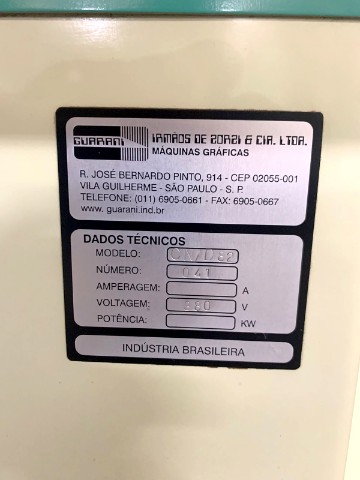 GUARANI
IRMÃOS DE ZORZI & CIA. LTDA.
MÁQUINAS GRÁFICAS
R. JOSÉ BERNARDO PINTO, 914 - CEP 02055-001
VILA GUILHERME - SÃO PAULO - S. P.
TELEFONE: (011) 6905-0661 - FAX: 6905-0667
www.guarani.ind.br
DADOS TÉCNICOS
MODELO:
NÚMERO: 041
AMPERAGEM: A
VOLTAGEM: V
POTÊNCIA: KW
INDÚSTRIA BRASILEIRA